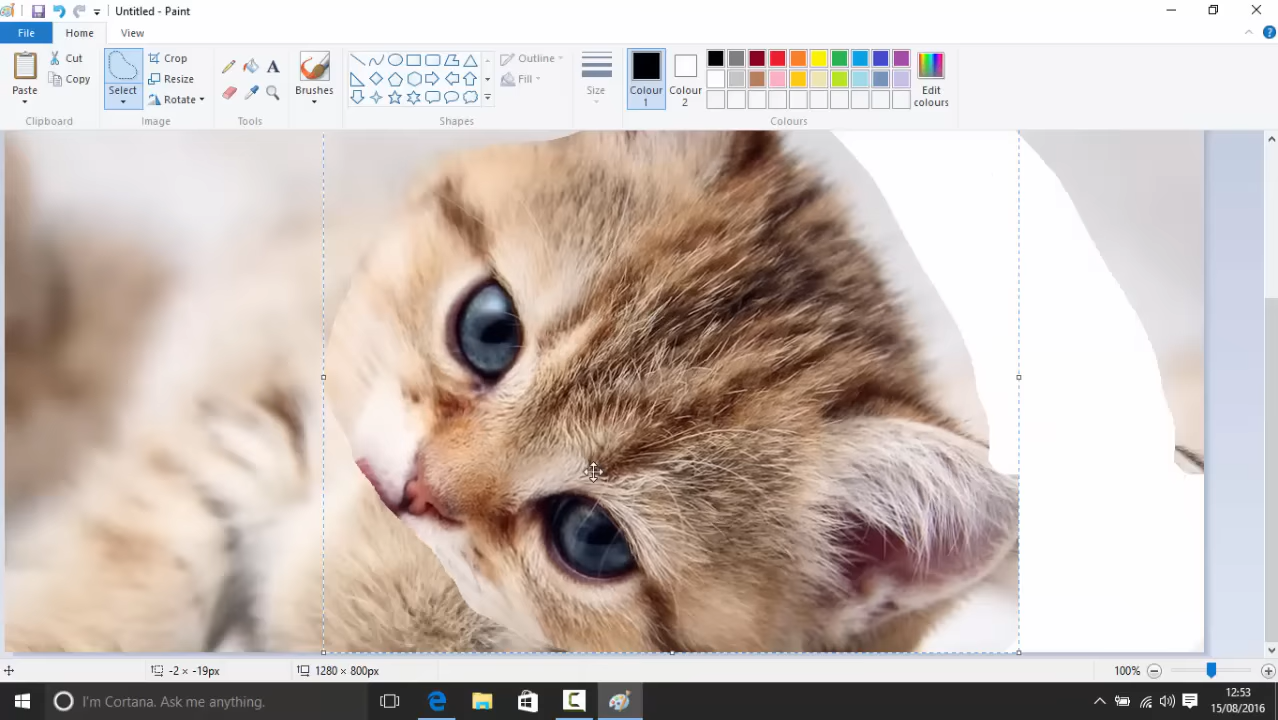 Untitled - Paint
File Home View
Paste
Cut
Copy
Clipboard
Select
Crop
Resize
Rotate
Image
A
Tools
Brushes
Outline
Fill
Shapes
Size
Colour 1
Colour 2
Edit colours
Colours
-2 × -19px
1280 × 800px
100%
I'm Cortana. Ask me anything.
12:53
15/08/2016